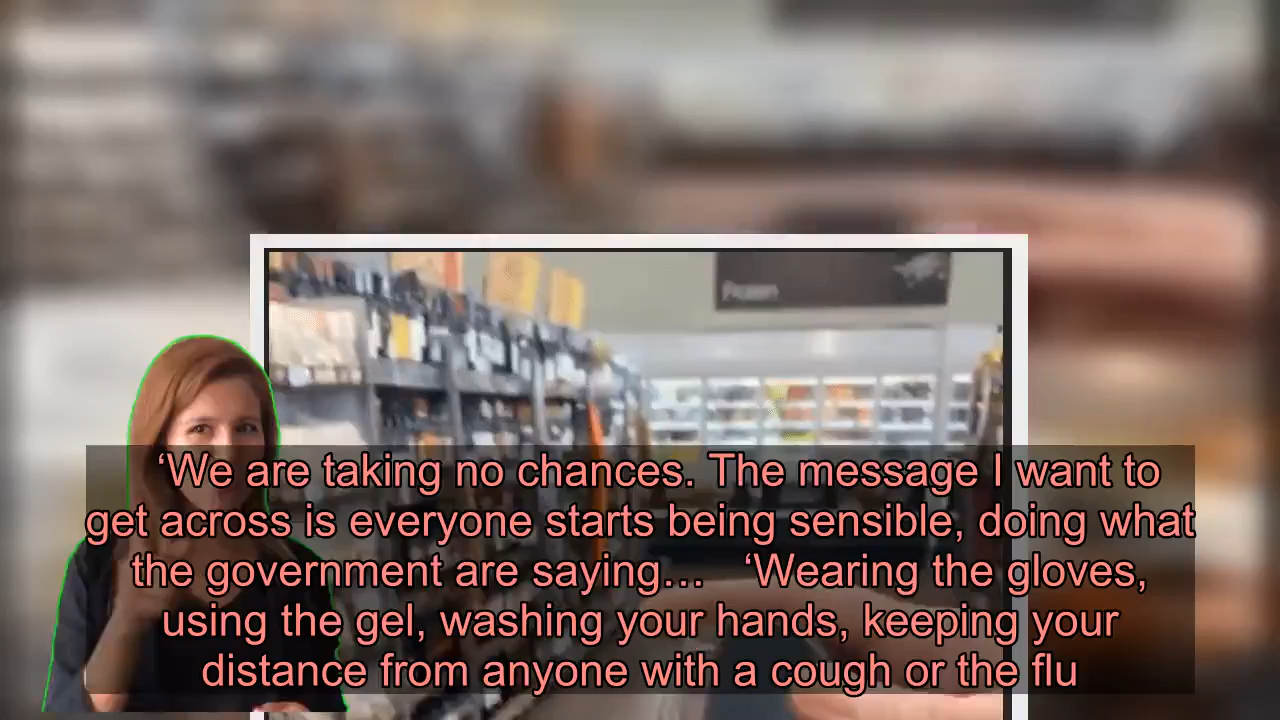 Frozen
‘We are taking no chances. The message I want to
get across is everyone starts being sensible, doing what
the government are saying… ‘Wearing the gloves,
using the gel, washing your hands, keeping your
distance from anyone with a cough or the flu